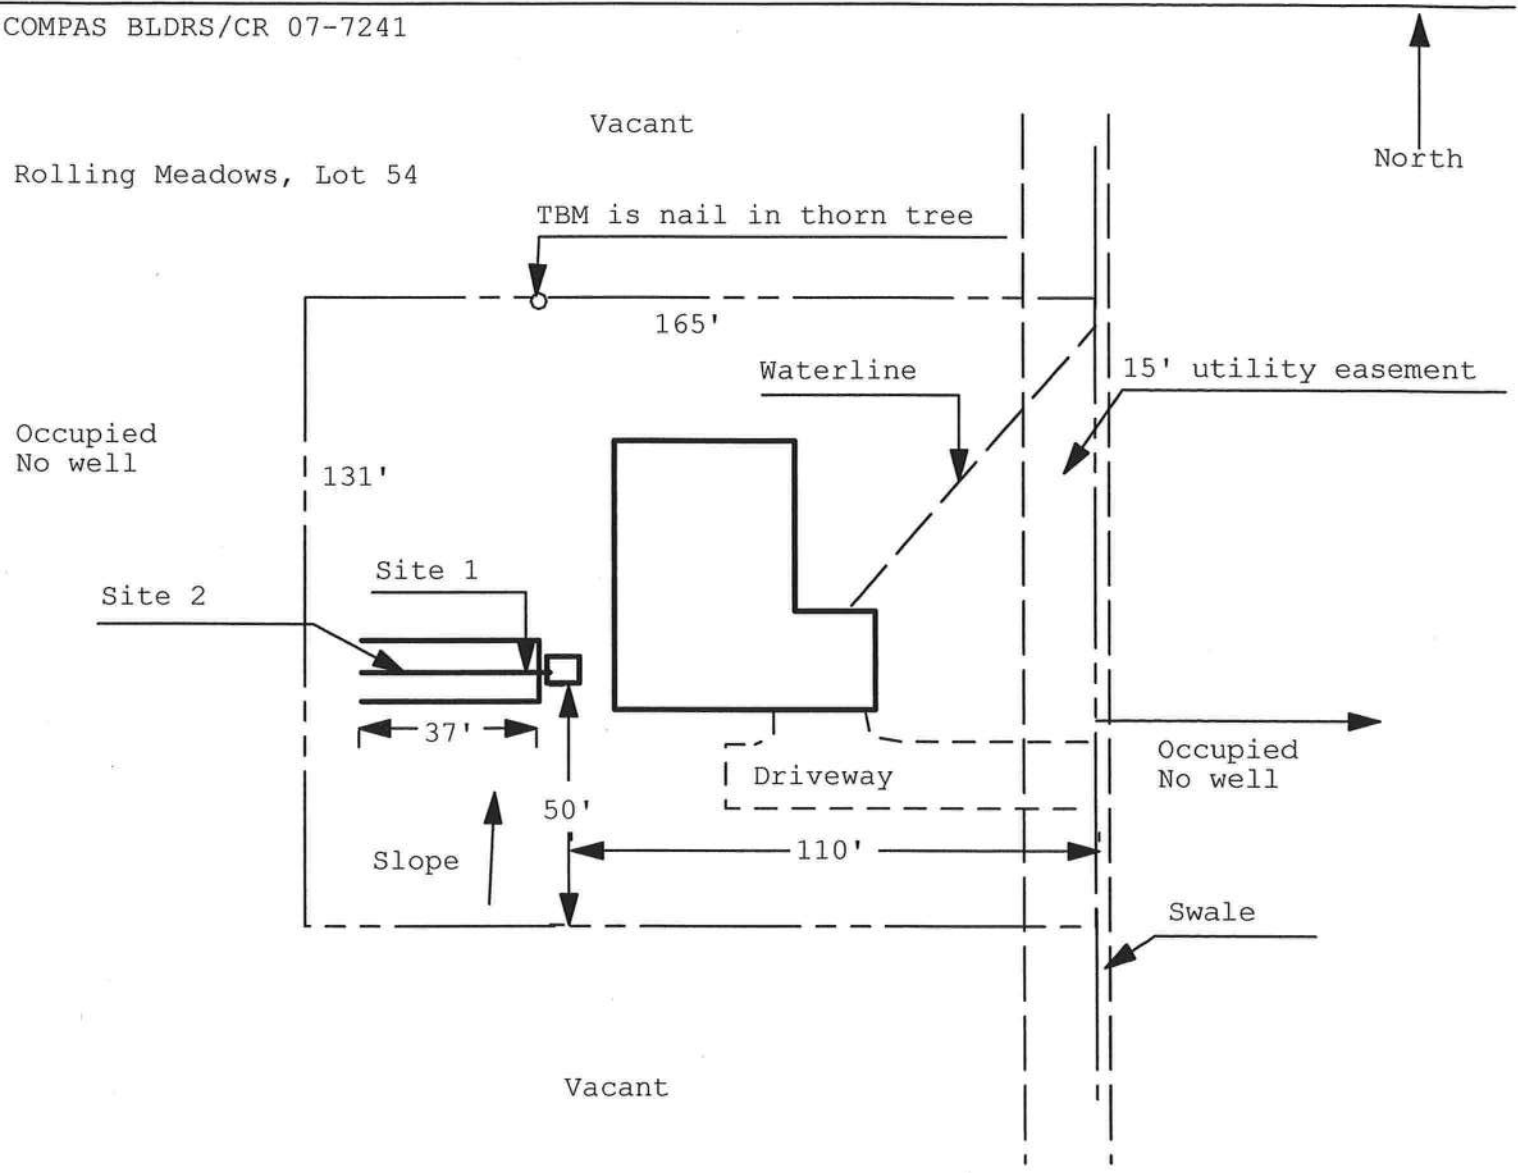 COMPAS BLDRS/CR 07-7241
Vacant
North
Rolling Meadows, Lot 54
TBM is nail in thorn tree
165'
Waterline
15' utility easement
Occupied
No well
131'
Site 1
Site 2
37'
Occupied
No well
Driveway
50'
110'
Slope
Swale
Vacant